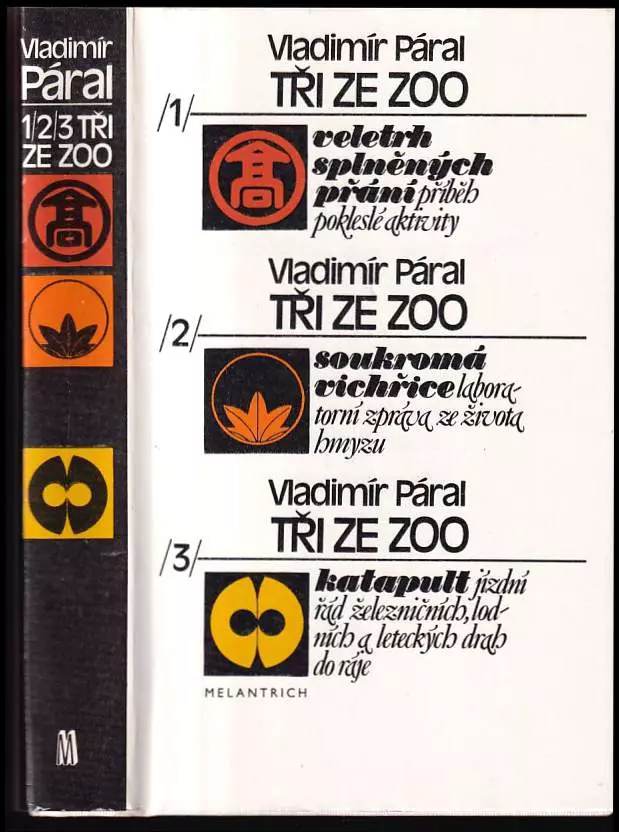 Vladimír
Páral
1/2/3 TŘI
ZE ZOO
高
M
Vladimír Páral
TŘI ZE ZOO
/1/
veletrh
splněných
přání příběh
pokleslé aktivity
高
Vladimír Páral
TŘI ZE ZOO
/2/
soukromá
vichřice labora-
torní zpráva ze života
hmyzu
Vladimír Páral
TŘI ZE ZOO
/3/
katapult jízdní
řád železničních, lod-
ních a leteckých drah
do ráje
MELANTRICH